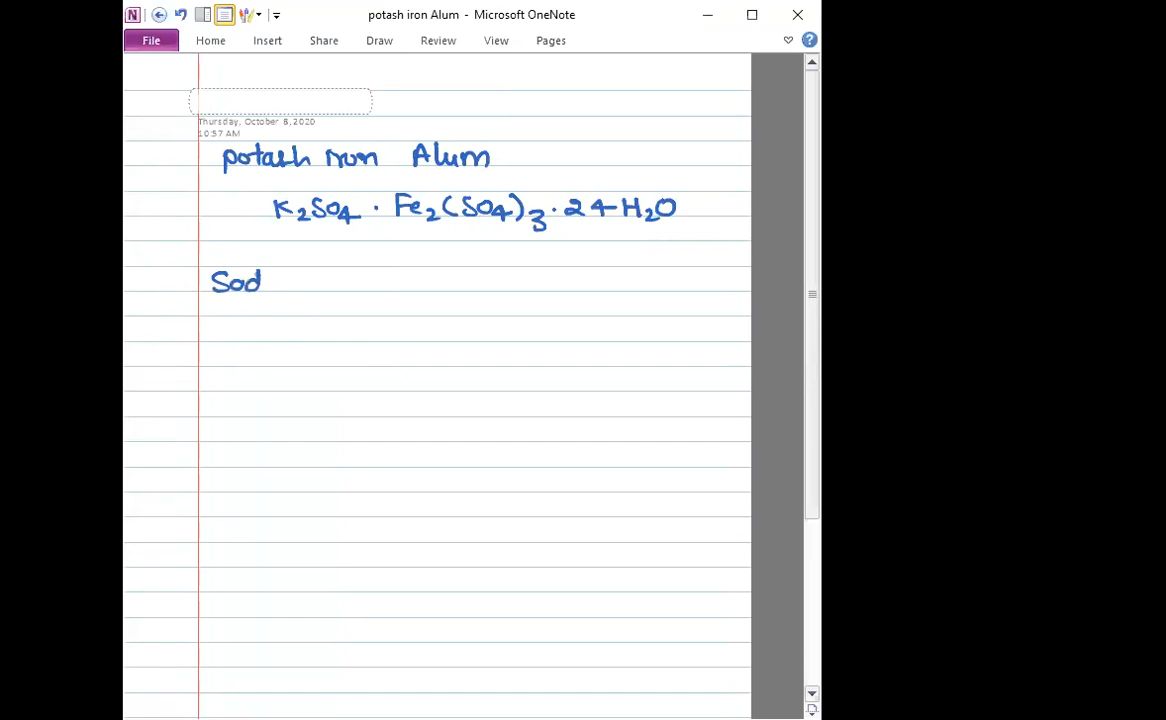 potash iron Alum - Microsoft OneNote
File Home Insert Share Draw Review View Pages
Thursday, October 8, 2020
10:57 AM
potash iron Alum
K₂SO₄ · Fe₂(SO₄)₃ · 24H₂O
Sod